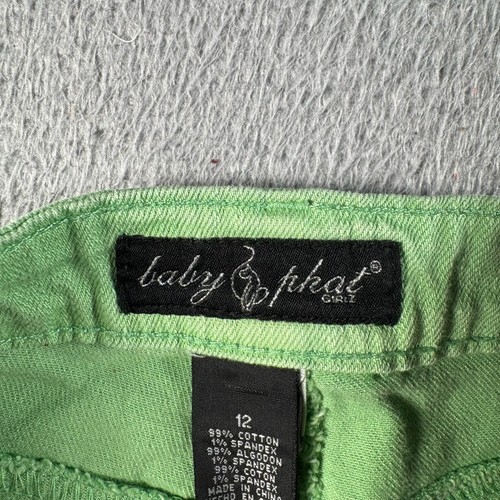 baby phat®
GIRLZ
12
99% COTTON
1% SPANDEX
99% ALGODON
1% SPANDEX
99% COTON
1% SPANDEX
MADE IN CHINA